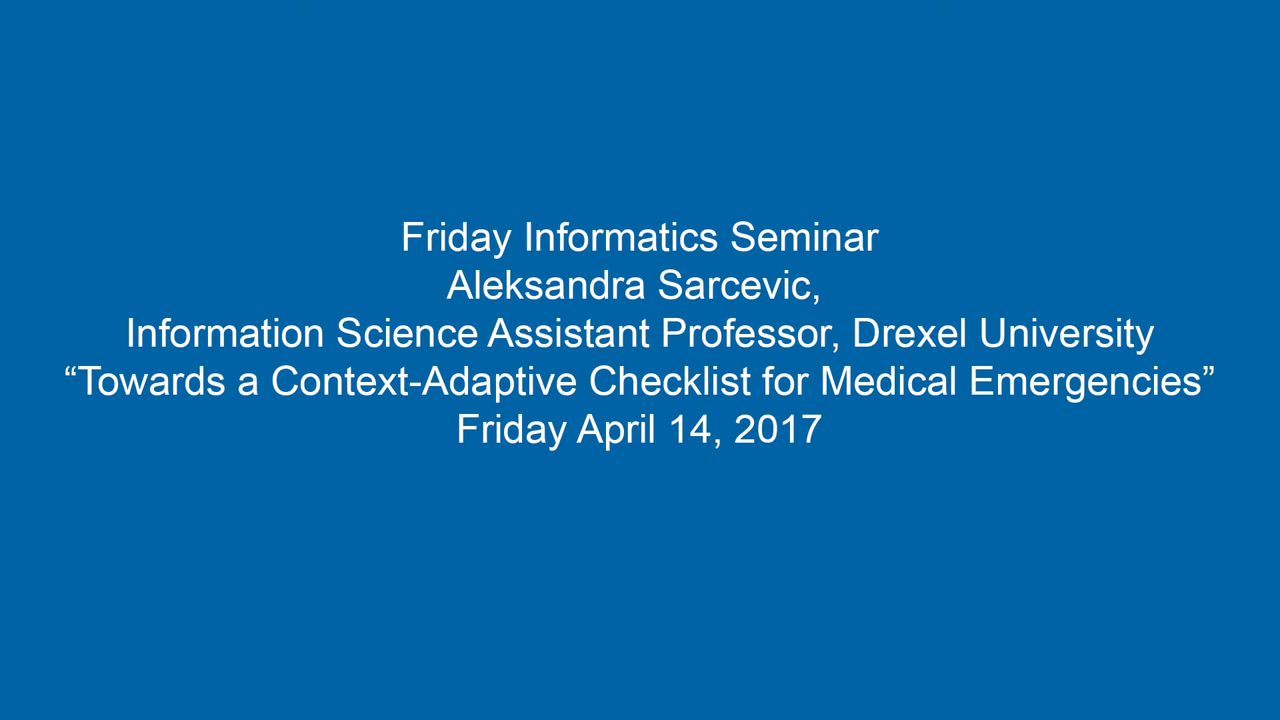 Friday Informatics Seminar
Aleksandra Sarcevic,
Information Science Assistant Professor, Drexel University
“Towards a Context-Adaptive Checklist for Medical Emergencies”
Friday April 14, 2017